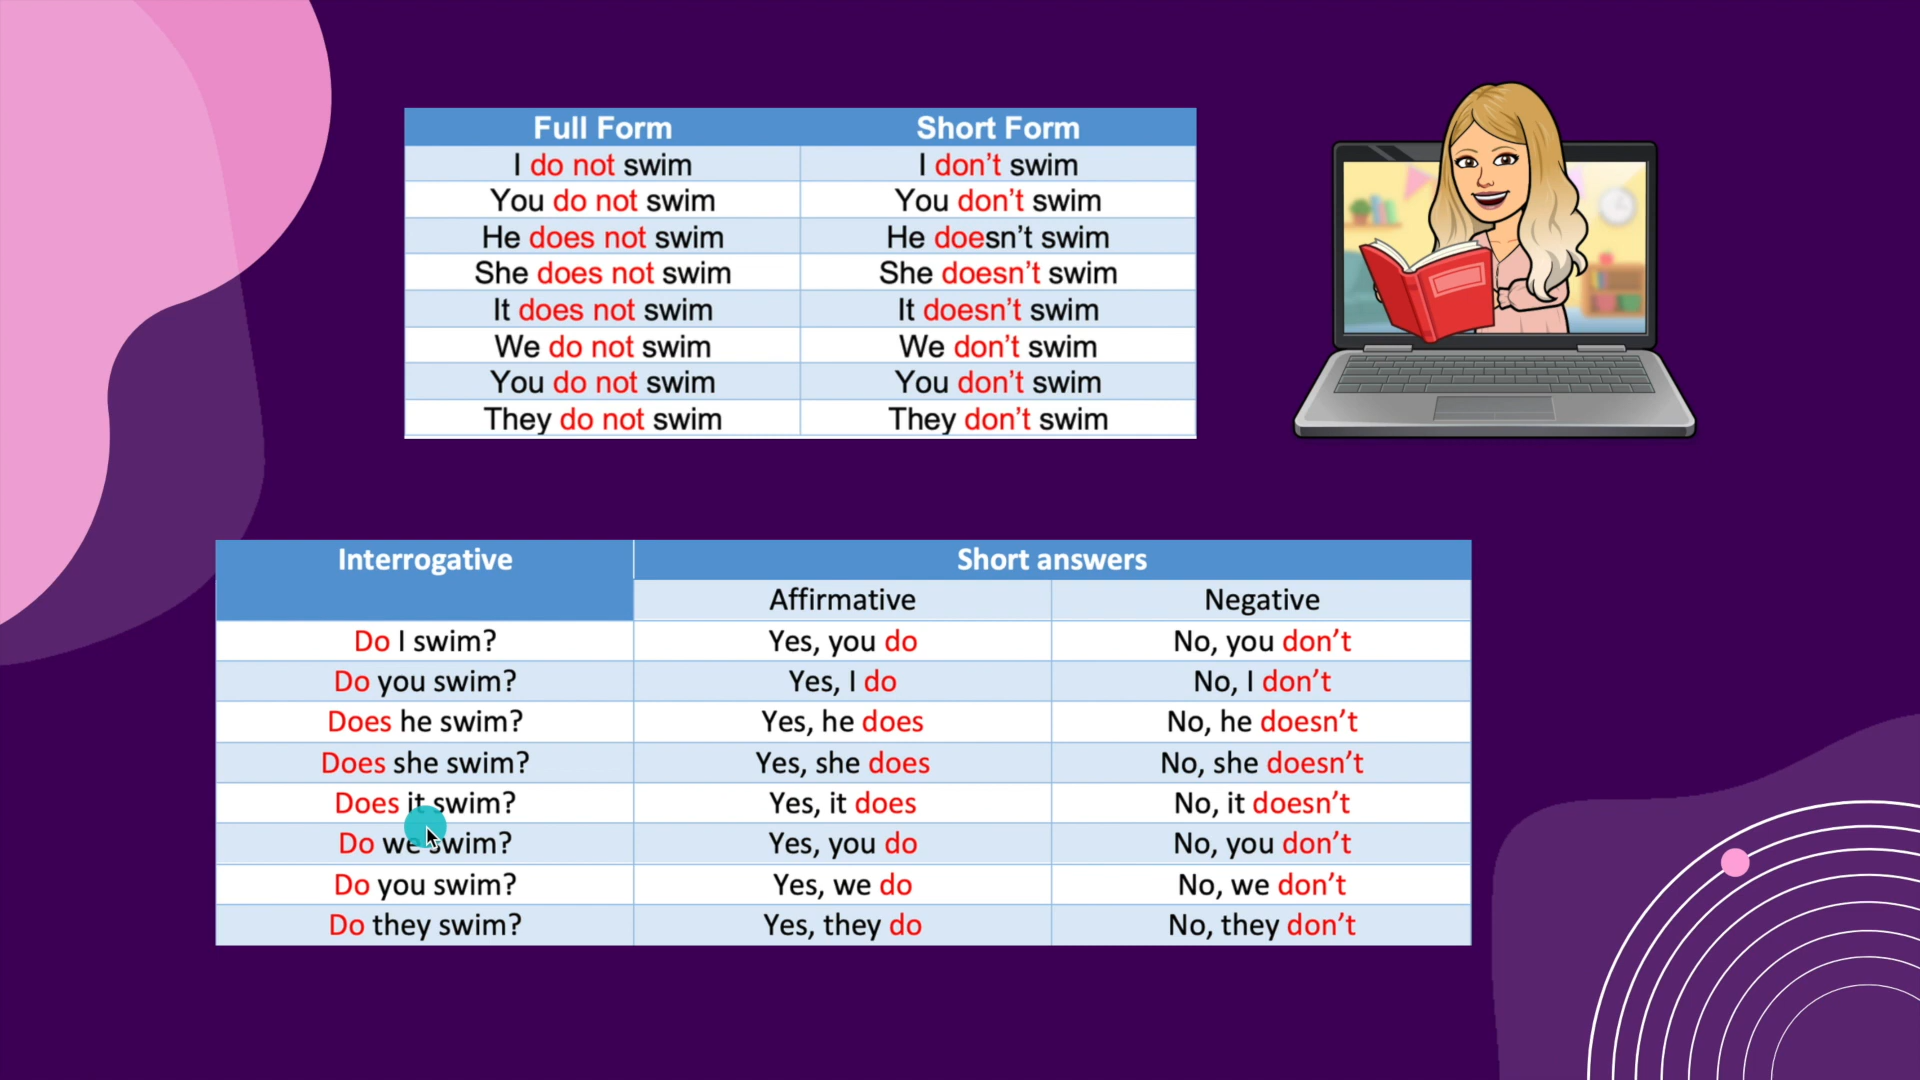 Full Form Short Form
I do not swim I don't swim
You do not swim You don't swim
He does not swim He doesn't swim
She does not swim She doesn't swim
It does not swim It doesn't swim
We do not swim We don't swim
You do not swim You don't swim
They do not swim They don't swim
Interrogative Short answers
Affirmative Negative
Do I swim? Yes, you do No, you don't
Do you swim? Yes, I do No, I don't
Does he swim? Yes, he does No, he doesn't
Does she swim? Yes, she does No, she doesn't
Does it swim? Yes, it does No, it doesn't
Do we swim? Yes, you do No, you don't
Do you swim? Yes, we do No, we don't
Do they swim? Yes, they do No, they don't